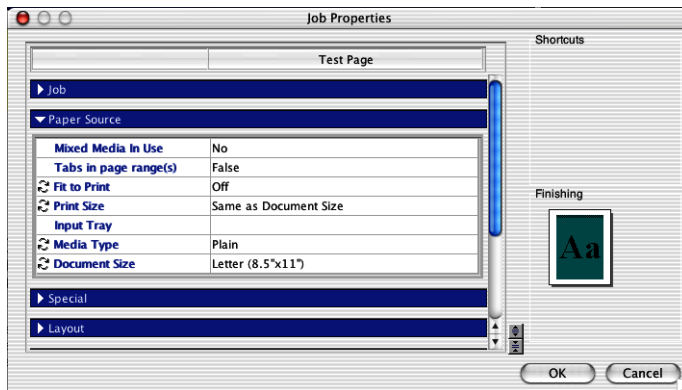 Job Properties
Shortcuts
Test Page
Job
Paper Source
Mixed Media In Use No
Tabs in page range(s) False
Fit to Print Off
Print Size Same as Document Size
Input Tray
Media Type Plain
Document Size Letter (8.5"x11")
Finishing
Aa
Special
Layout
OK Cancel